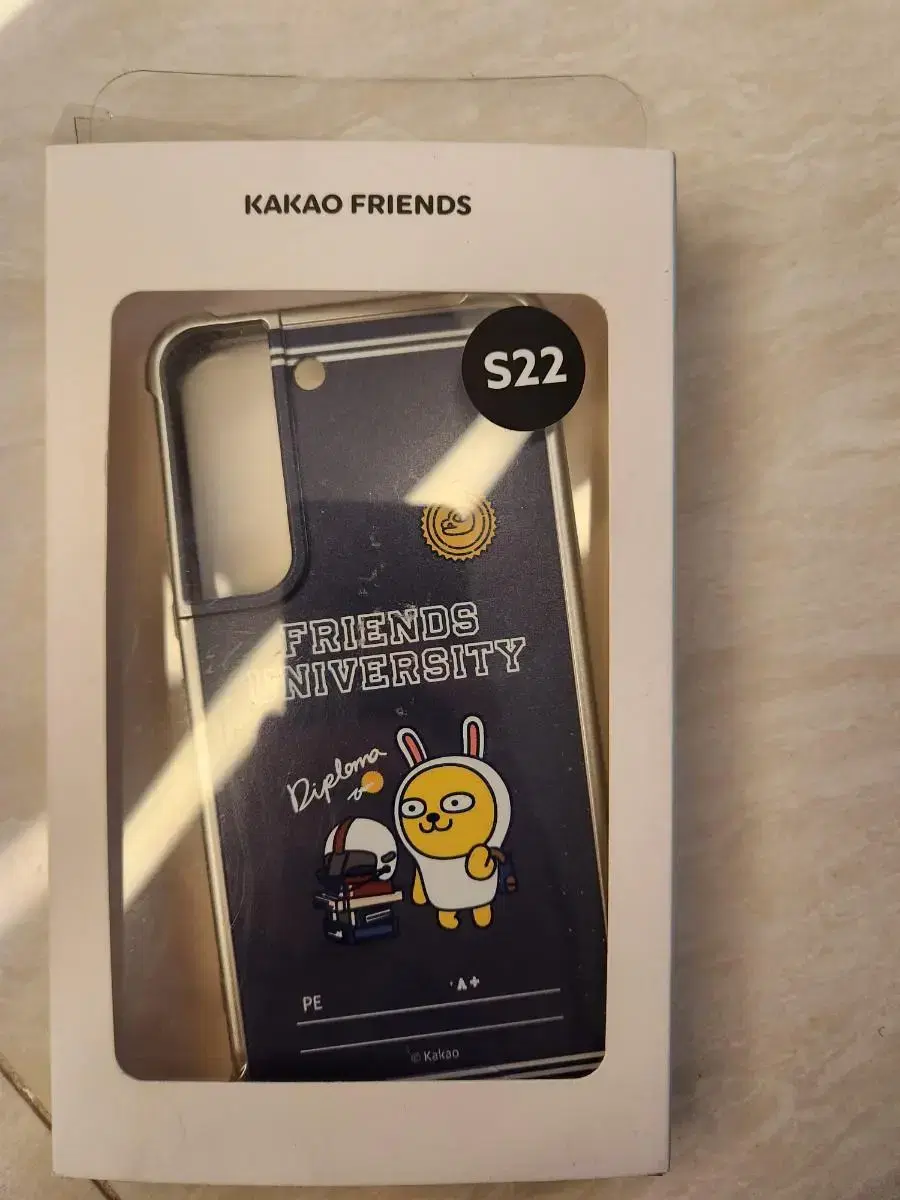 KAKAO FRIENDS
S22
FRIENDS
UNIVERSITY
Diploma
A+
PE
© Kakao